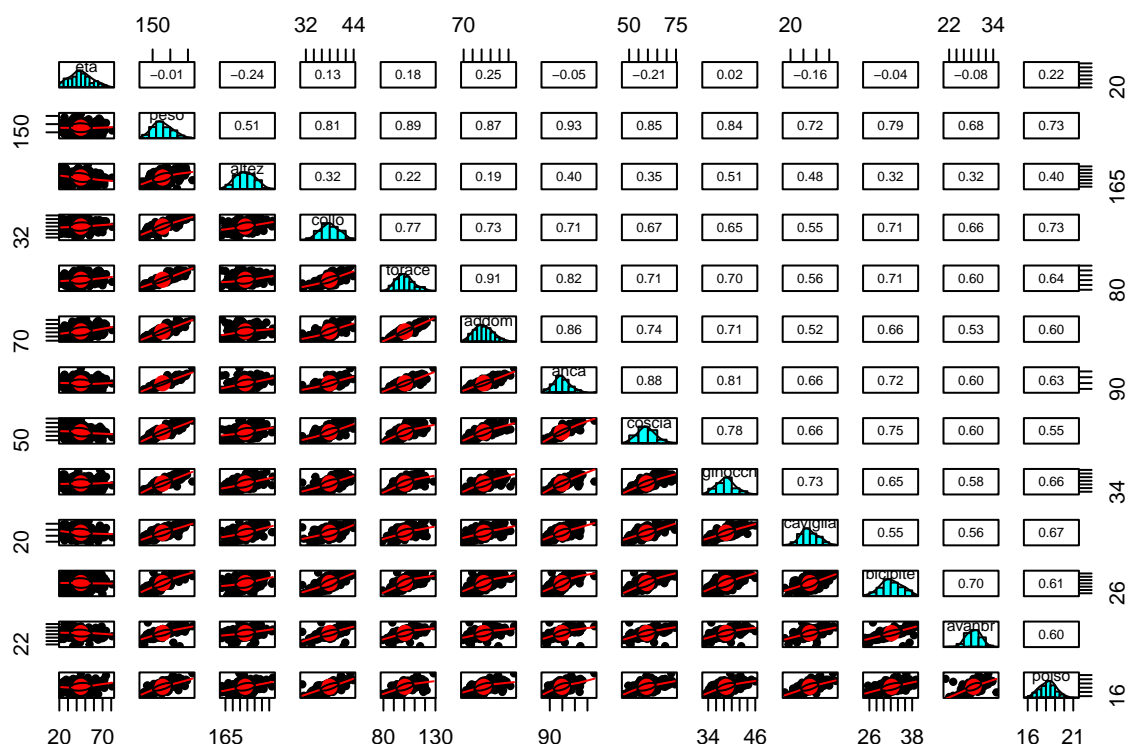 150 32 44 70 50 75 20 22 34
eta −0.01 −0.24 0.13 0.18 0.25 −0.05 −0.21 0.02 −0.16 −0.04 −0.08 0.22 20
150 peso 0.51 0.81 0.89 0.87 0.93 0.85 0.84 0.72 0.79 0.68 0.73
altez 0.32 0.22 0.19 0.40 0.35 0.51 0.48 0.32 0.32 0.40 165
32 collo 0.77 0.73 0.71 0.67 0.65 0.55 0.71 0.66 0.73
torace 0.91 0.82 0.71 0.70 0.56 0.71 0.60 0.64 80
70 addom 0.86 0.74 0.71 0.52 0.66 0.53 0.60
anca 0.88 0.81 0.66 0.72 0.60 0.63 90
50 coscia 0.78 0.66 0.75 0.60 0.55
ginocch 0.73 0.65 0.58 0.66 34
20 caviglia 0.55 0.56 0.67
bicipite 0.70 0.61 26
22 avanbr 0.60
polso 16
20 70 165 80 130 90 34 46 26 38 16 21